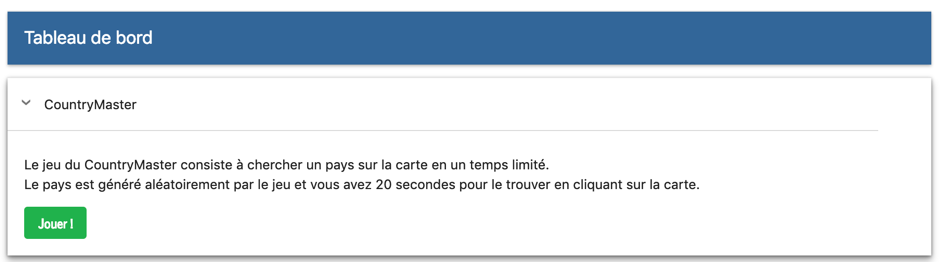 Tableau de bord
CountryMaster
Le jeu du CountryMaster consiste à chercher un pays sur la carte en un temps limité.
Le pays est généré aléatoirement par le jeu et vous avez 20 secondes pour le trouver en cliquant sur la carte.
Jouer !